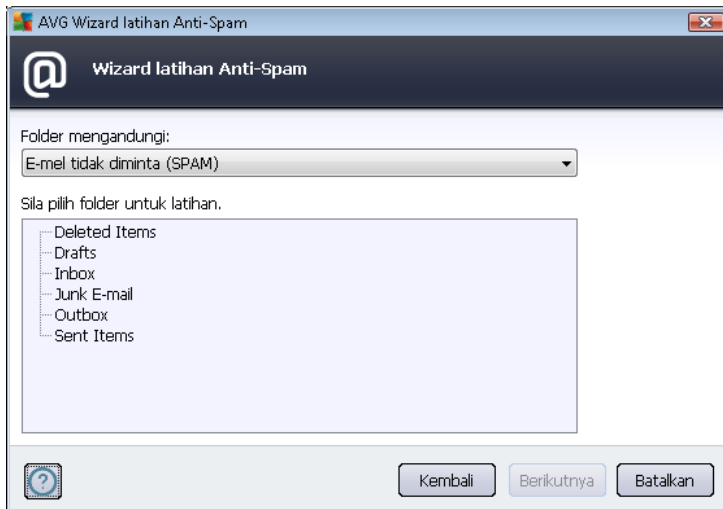 AVG Wizard latihan Anti-Spam
Wizard latihan Anti-Spam
Folder mengandungi:
E-mel tidak diminta (SPAM)
Sila pilih folder untuk latihan.
Deleted Items
Drafts
Inbox
Junk E-mail
Outbox
Sent Items
Kembali Berikutnya Batalkan